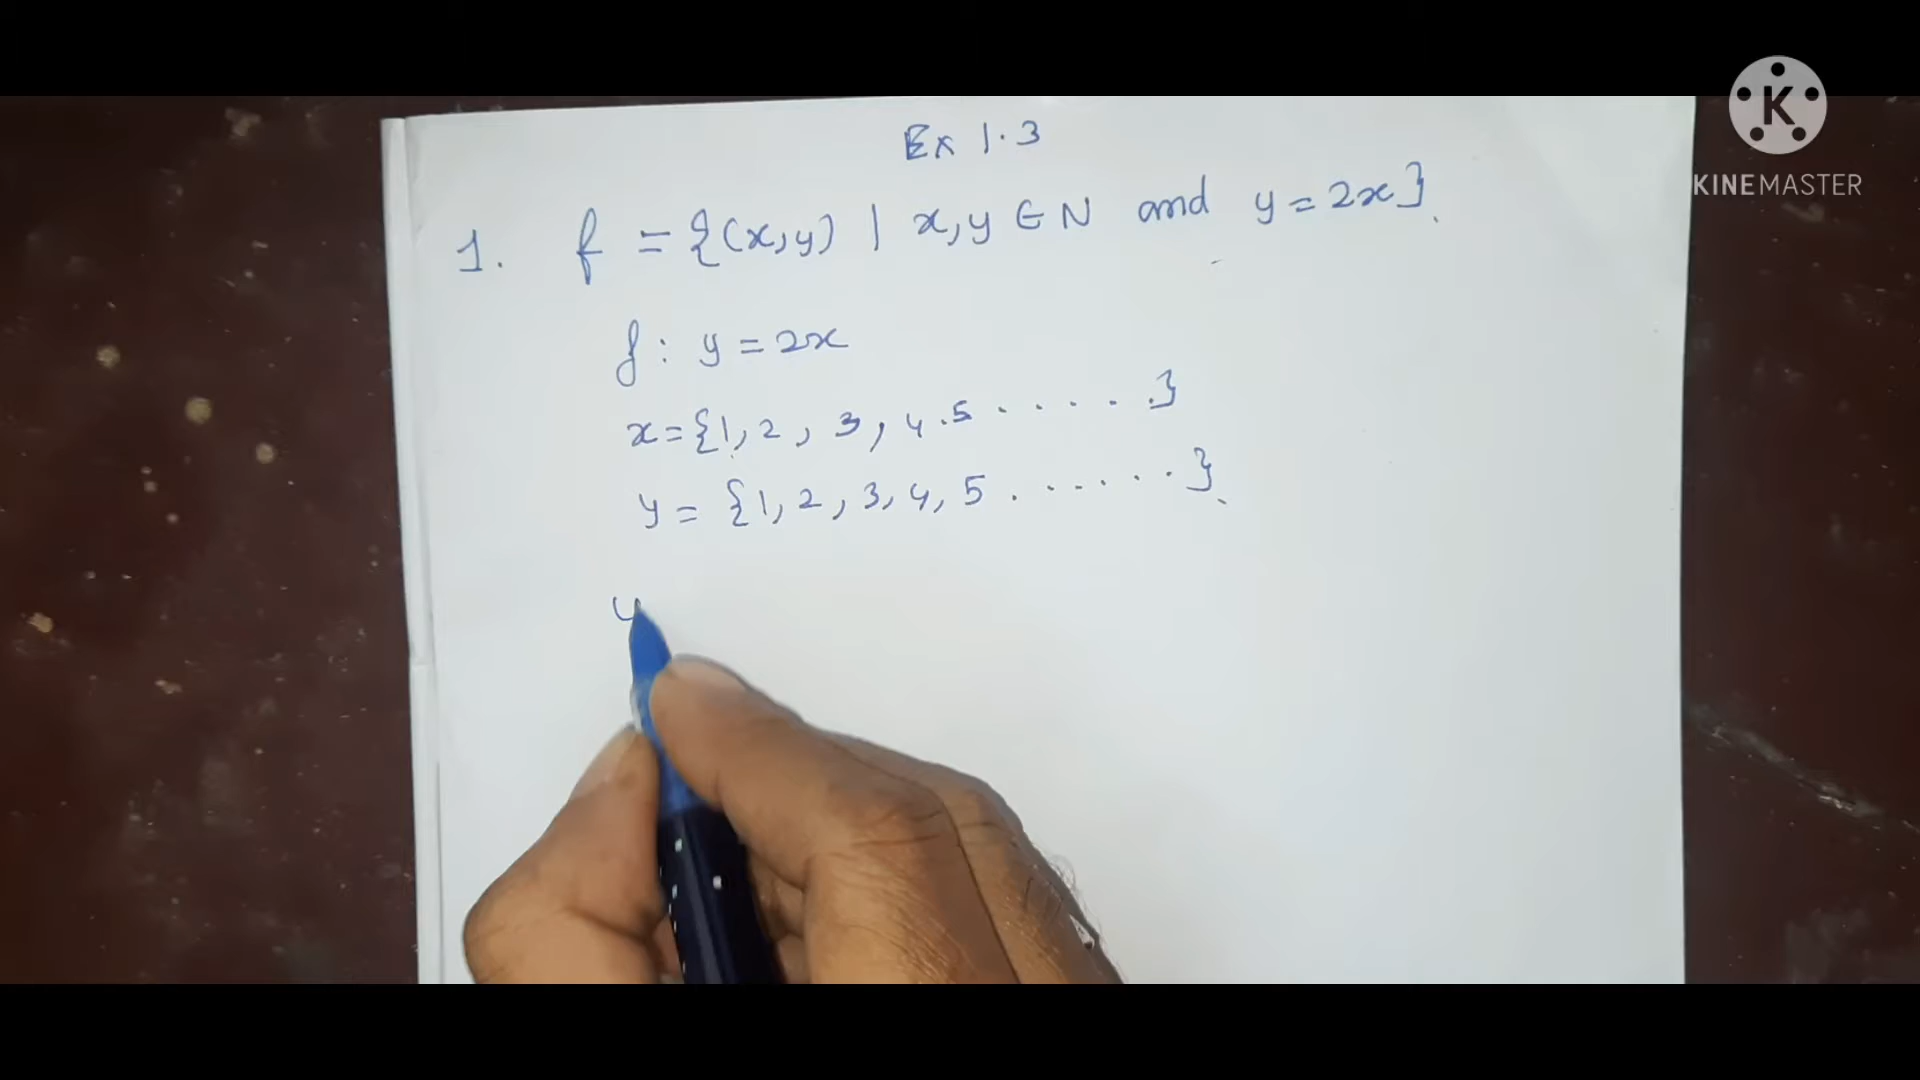 Ex 1.3
1. f = {(x,y) | x,y ∈ N and y = 2x}.
f : y = 2x
x = {1, 2, 3, 4.5 . . . . .}
y = {1, 2, 3, 4, 5 . . . . . . .}
y
K
KINEMASTER